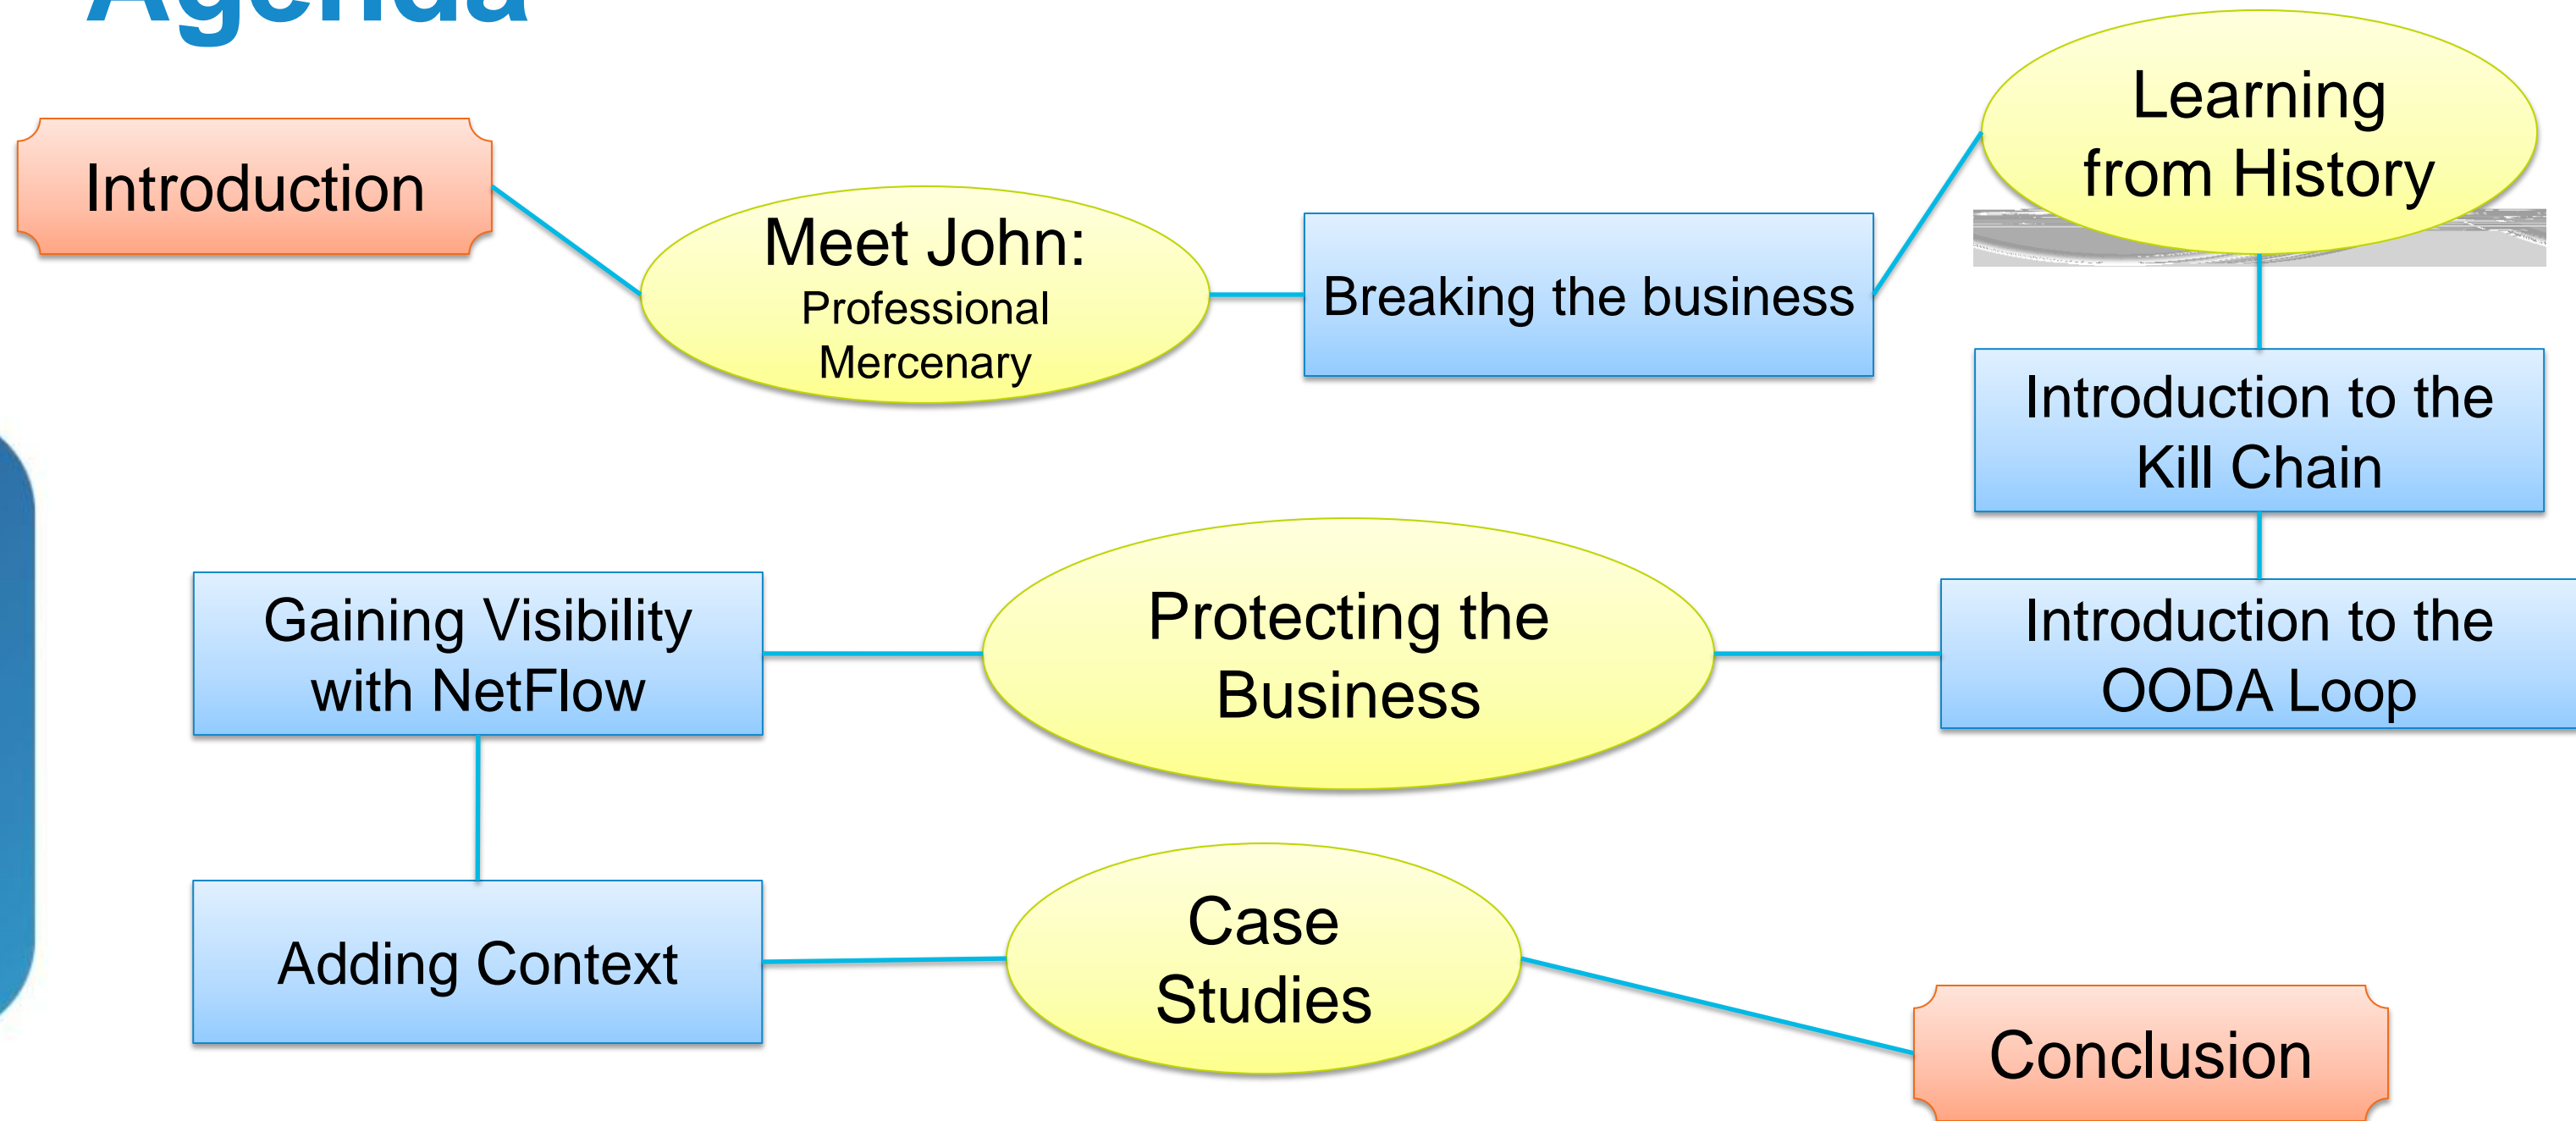 Agenda
Introduction
Meet John:
Professional
Mercenary
Breaking the business
Learning
from History
Introduction to the
Kill Chain
Introduction to the
OODA Loop
Protecting the
Business
Gaining Visibility
with NetFlow
Adding Context
Case
Studies
Conclusion